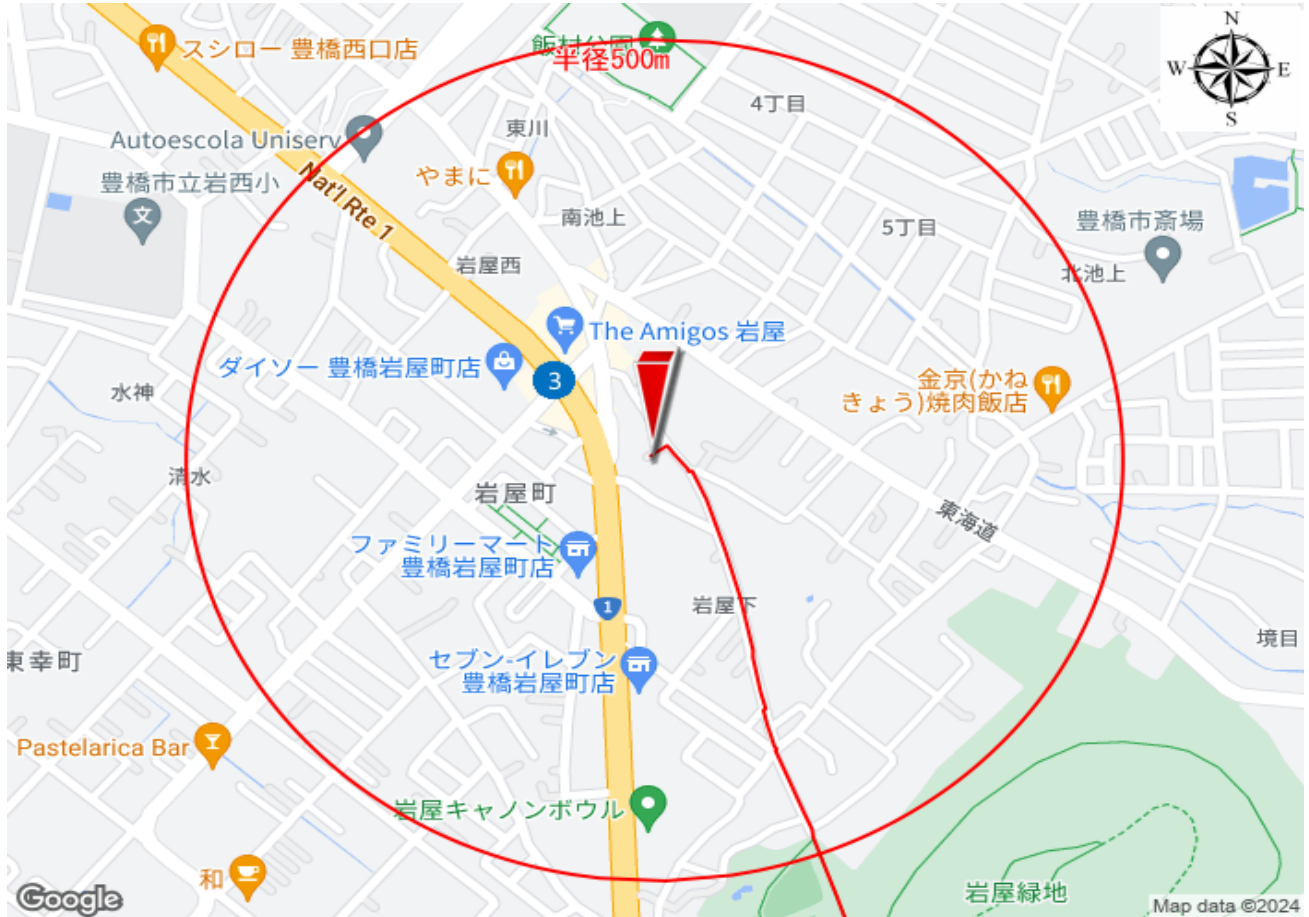 N
W
E
S
スシロー 豊橋西口店
飯村公園
半径500m
4丁目
Autoescola Uniserv
東川
豊橋市立岩西小
文
やまに
Nat'l Rte 1
南池上
5丁目
豊橋市斎場
岩屋西
北池上
The Amigos 岩屋
ダイソー 豊橋岩屋町店
3
水神
金京(かね
きょう)焼肉飯店
清水
岩屋町
東海道
ファミリーマート
豊橋岩屋町店
1
岩屋下
境目
東幸町
セブン-イレブン
豊橋岩屋町店
Pastelarica Bar
岩屋キャノンボウル
和
岩屋緑地
Google
Map data ©2024